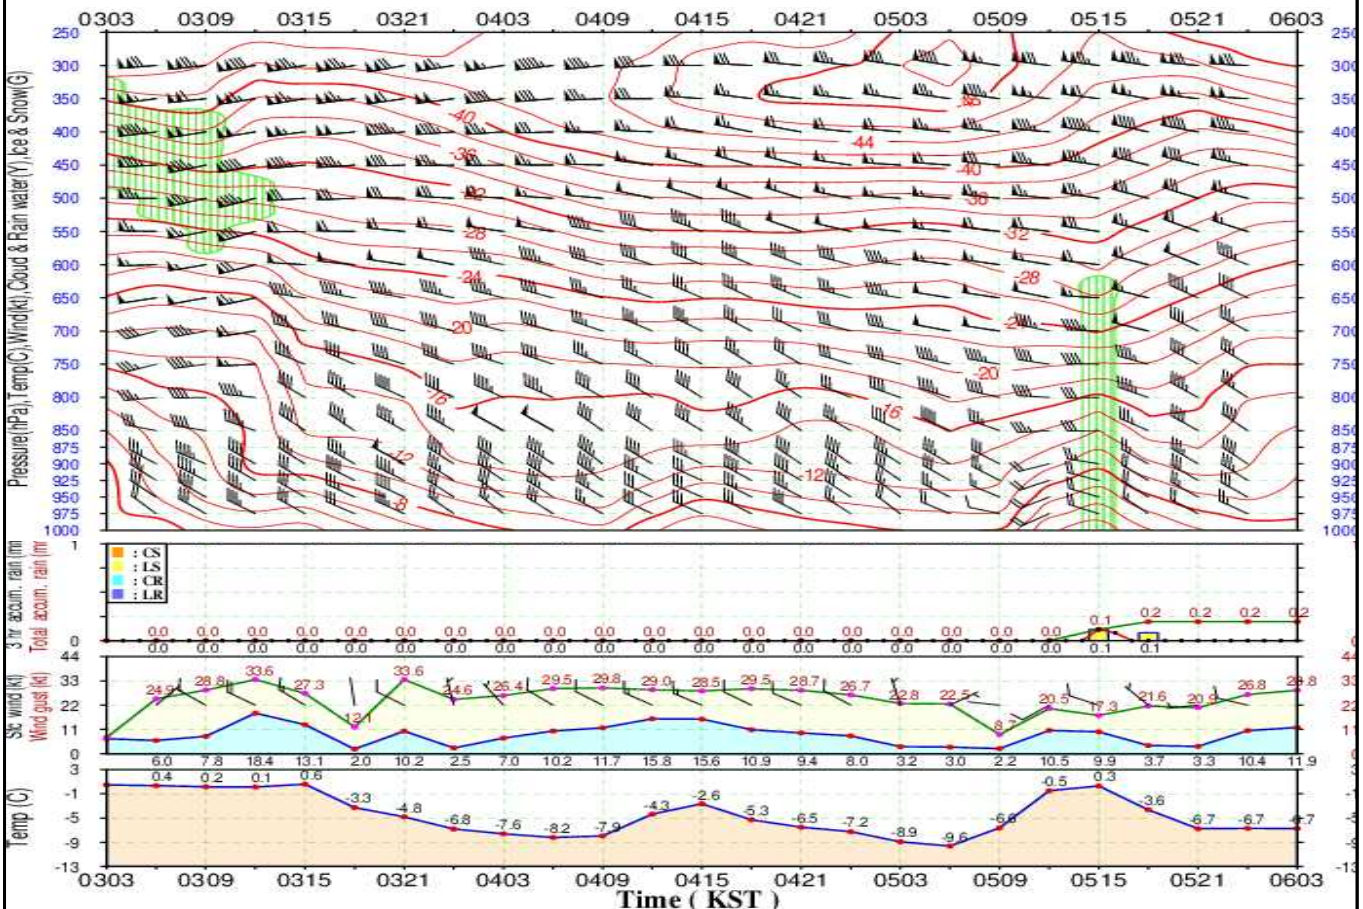 0303 0309 0315 0321 0403 0409 0415 0421 0503 0509 0515 0521 0603
Pressure(hPa),Temp(C),Wind(kt),Cloud & Rain water(Y),Ice & Snow(G)
250
300
350
400
450
500
550
600
650
700
750
800
850
875
900
925
950
975
1000
-40
-36
-32
-28
-24
20
-16
-12
-8
-44
-40
-36
-32
-28
-20
16
-12
3 hr accum. rain (mm
Total accum. rain (mr
1
0
: CS
: LS
: CR
: LR
0.0 0.0 0.0 0.0 0.0 0.0 0.0 0.0 0.0 0.0 0.0 0.0 0.0 0.0 0.0 0.0 0.0 0.0 0.0 0.1 0.2 0.2 0.2 0.2
0.0 0.0 0.0 0.0 0.0 0.0 0.0 0.0 0.0 0.0 0.0 0.0 0.0 0.0 0.0 0.0 0.0 0.0 0.0 0.1 0.1
Wind gust (kt)
44
33
22
11
0
24.9 28.8 33.6 27.3 12.1 33.6 24.6 26.4 29.5 29.8 29.0 28.5 29.5 28.7 26.7 22.8 22.5 8.7 20.5 17.3 21.6 20.9 26.8 28.8
6.0 7.8 18.4 13.1 2.0 10.2 2.5 7.0 10.2 11.7 15.8 15.6 10.9 9.4 8.0 3.2 3.0 2.2 10.5 9.9 3.7 3.3 10.4 11.9
Temp (C)
3
-1
-5
-9
-13
0.4 0.2 0.1 0.6 -3.3 -4.8 -6.8 -7.6 -8.2 -7.9 -4.3 -2.6 -5.3 -6.5 -7.2 -8.9 -9.6 -6.6 -0.5 0.3 -3.6 -6.7 -6.7 -6.7
0303 0309 0315 0321 0403 0409 0415 0421 0503 0509 0515 0521 0603
Time ( KST )